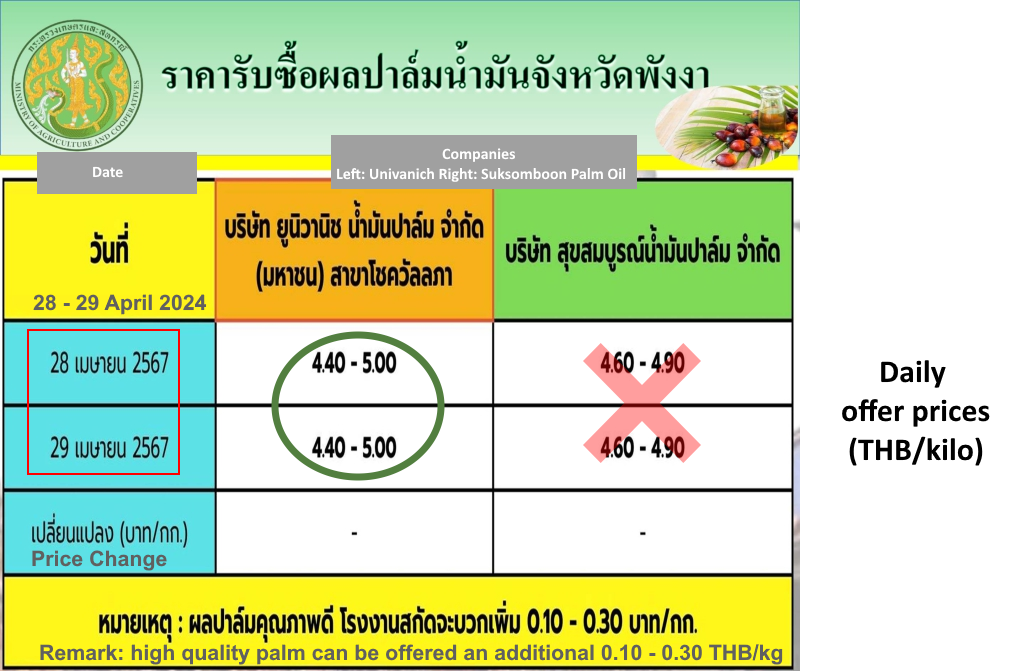 กระทรวงเกษตรและสหกรณ์
MINISTRY OF AGRICULTURE AND COOPERATIVES
ราคารับซื้อผลปาล์มน้ำมันจังหวัดพังงา
Date
Companies
Left: Univanich Right: Suksomboon Palm Oil
วันที่
28 - 29 April 2024
บริษัท ยูนิวานิช น้ำมันปาล์ม จำกัด
(มหาชน) สาขาโชควัลลภา
บริษัท สุขสมบูรณ์น้ำมันปาล์ม จำกัด
28 เมษายน 2567 4.40 - 5.00 4.60 - 4.90
29 เมษายน 2567 4.40 - 5.00 4.60 - 4.90
เปลี่ยนแปลง (บาท/กก.) - -
Price Change
หมายเหตุ : ผลปาล์มคุณภาพดี โรงงานสกัดจะบวกเพิ่ม 0.10 - 0.30 บาท/กก.
Remark: high quality palm can be offered an additional 0.10 - 0.30 THB/kg
Daily
offer prices
(THB/kilo)